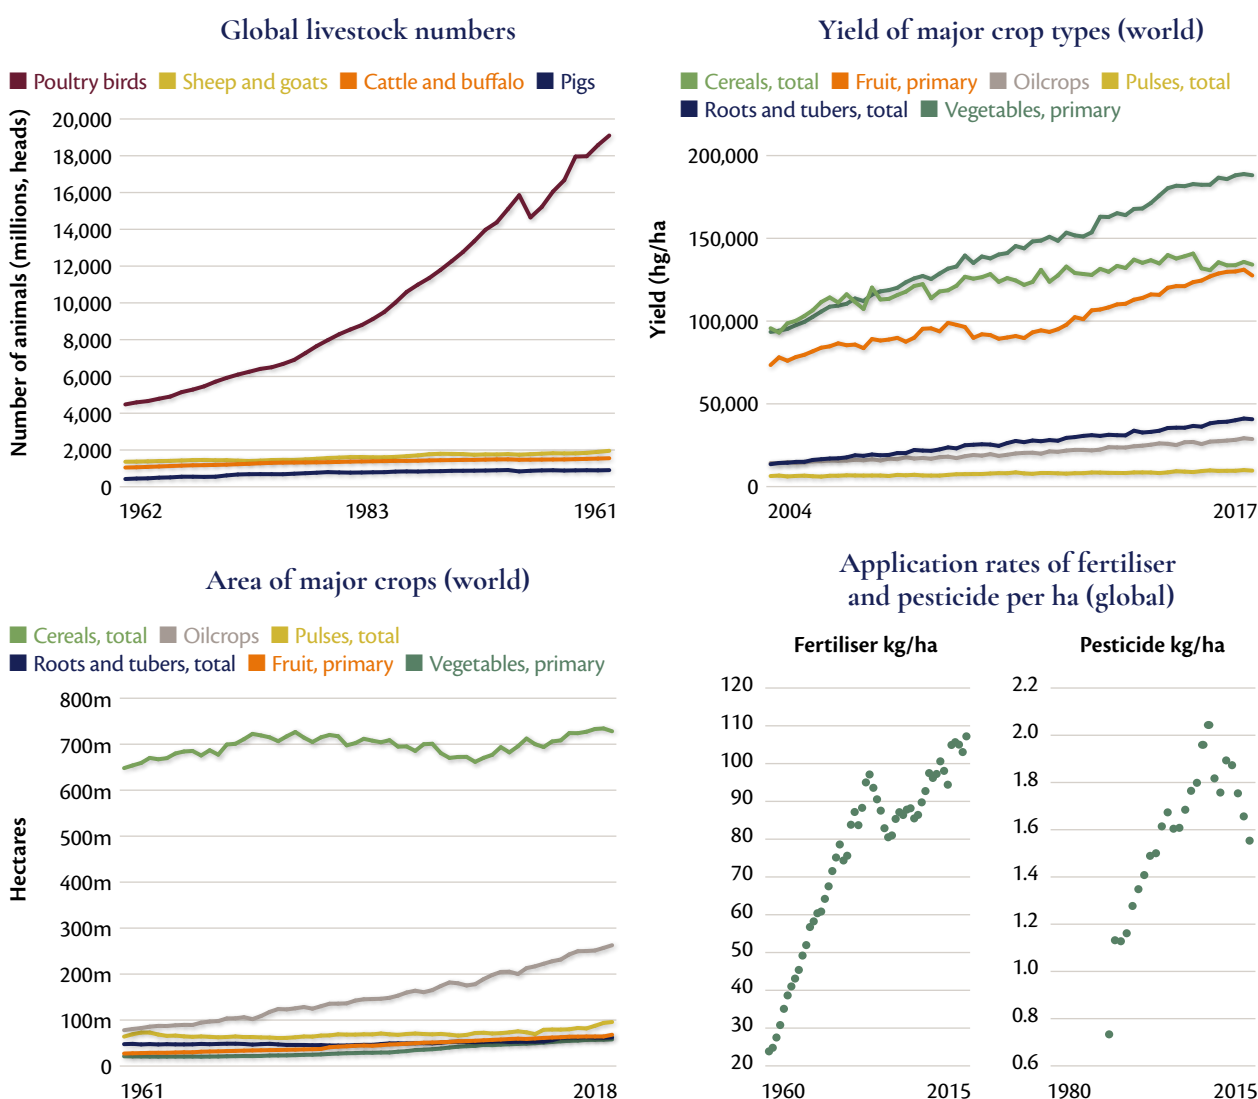 Global livestock numbers
Poultry birds Sheep and goats Cattle and buffalo Pigs
Number of animals (millions, heads)
20,000
18,000
16,000
14,000
12,000
10,000
8,000
6,000
4,000
2,000
0
1962 1983 1961
Yield of major crop types (world)
Cereals, total Fruit, primary Oilcrops Pulses, total
Roots and tubers, total Vegetables, primary
Yield (hg/ha)
200,000
150,000
100,000
50,000
0
2004 2017
Area of major crops (world)
Cereals, total Oilcrops Pulses, total
Roots and tubers, total Fruit, primary Vegetables, primary
Hectares
800m
700m
600m
500m
400m
300m
200m
100m
0
1961 2018
Application rates of fertiliser
and pesticide per ha (global)
Fertiliser kg/ha
120
110
100
90
80
70
60
50
40
30
20
1960 2015
Pesticide kg/ha
2.2
2.0
1.8
1.6
1.4
1.2
1.0
0.8
0.6
1980 2015